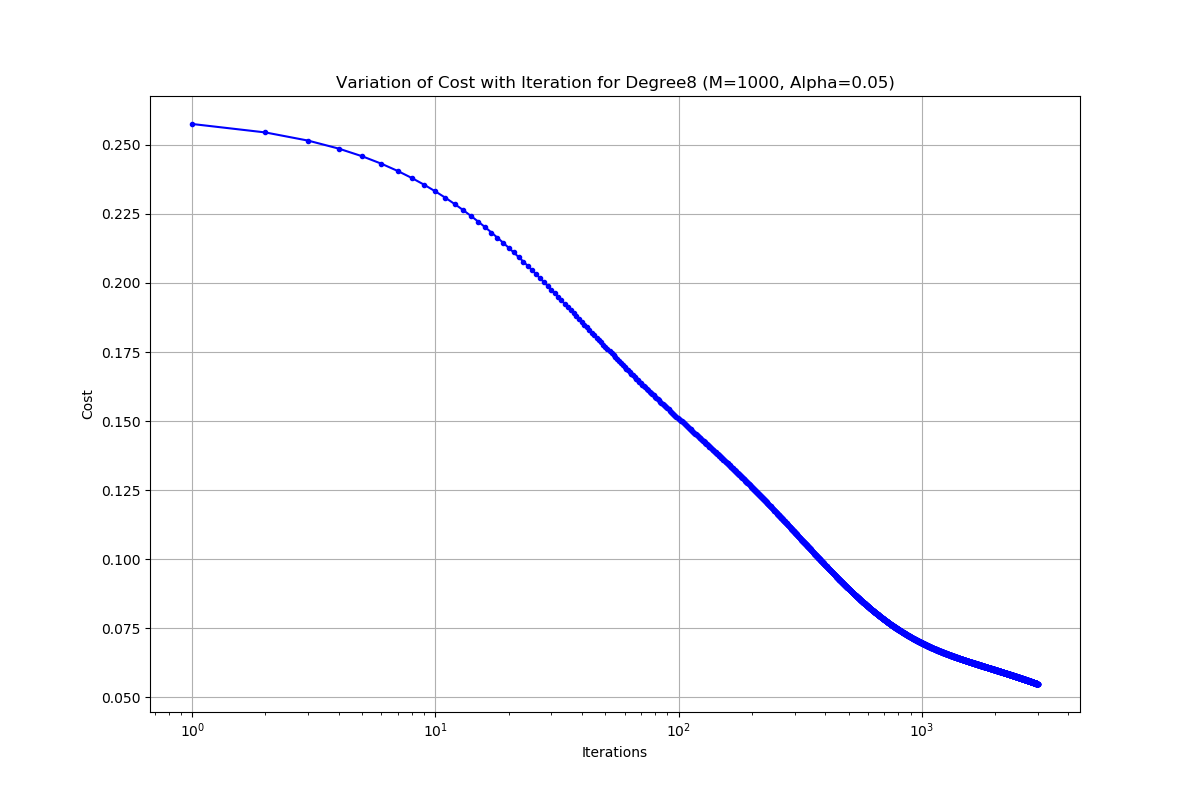 Variation of Cost with Iteration for Degree8 (M=1000, Alpha=0.05)
0.250
0.225
0.200
0.175
0.150
0.125
0.100
0.075
0.050
Cost
10⁰ 10¹ 10² 10³
Iterations